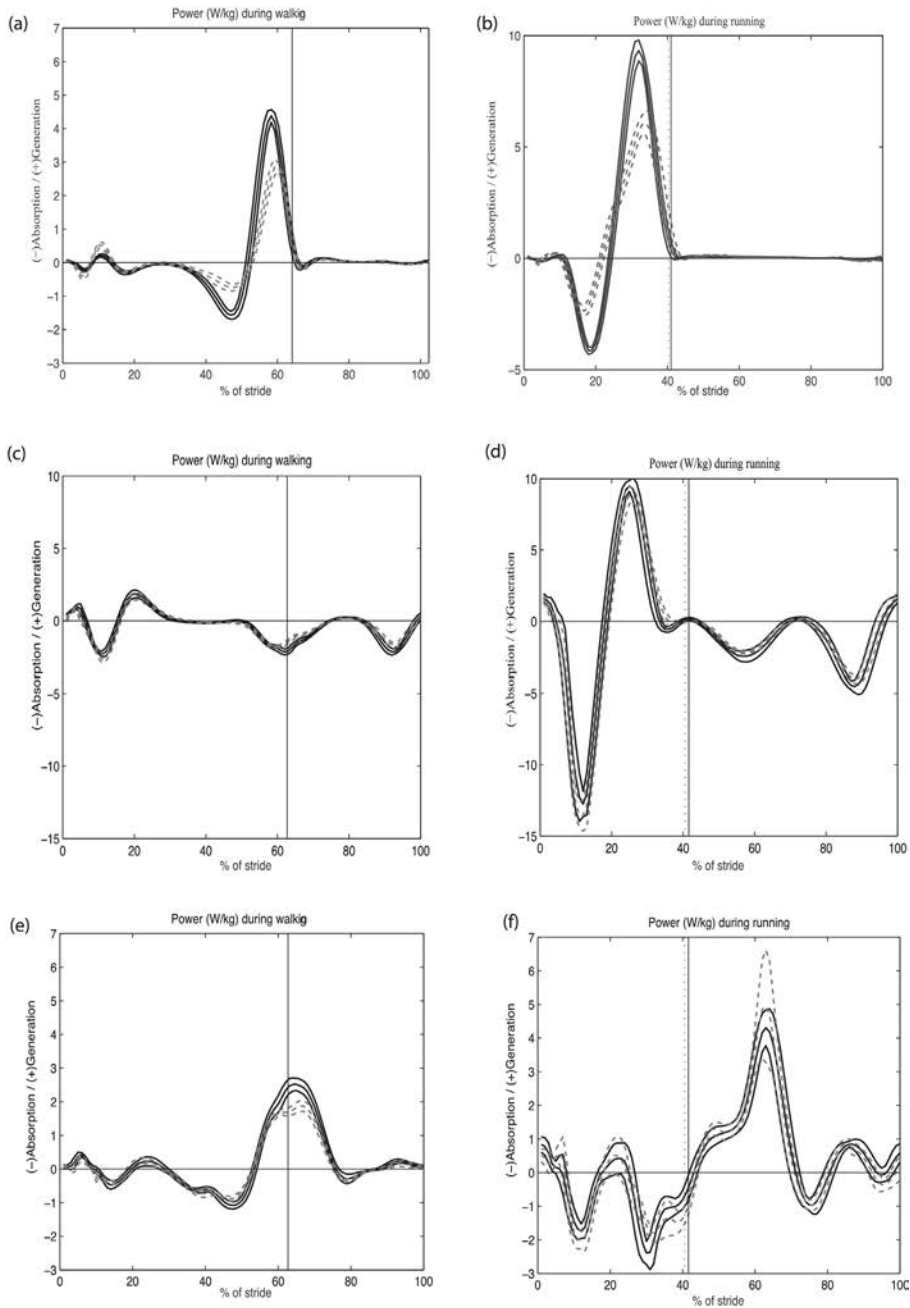 (a)
Power (W/kg) during walkig
(−)Absorption / (+)Generation
7
6
5
4
3
2
1
0
−1
−2
−3
0 20 40 60 80 100
% of stride
(b)
Power (W/kg) during running
(−)Absorption / (+)Generation
10
5
0
−5
0 20 40 60 80 100
% of stride
(c)
Power (W/kg) during walking
(−)Absorption / (+)Generation
10
5
0
−5
−10
−15
0 20 40 60 80 100
% of stride
(d)
Power (W/kg) during running
(−)Absorption / (+)Generation
10
5
0
−5
−10
−15
0 20 40 60 80 100
% of stride
(e)
Power (W/kg) during walkig
(−)Absorption / (+)Generation
7
6
5
4
3
2
1
0
−1
−2
−3
0 20 40 60 80 100
% of stride
(f)
Power (W/kg) during running
(−)Absorption / (+)Generation
7
6
5
4
3
2
1
0
−1
−2
−3
0 20 40 60 80 100
% of stride